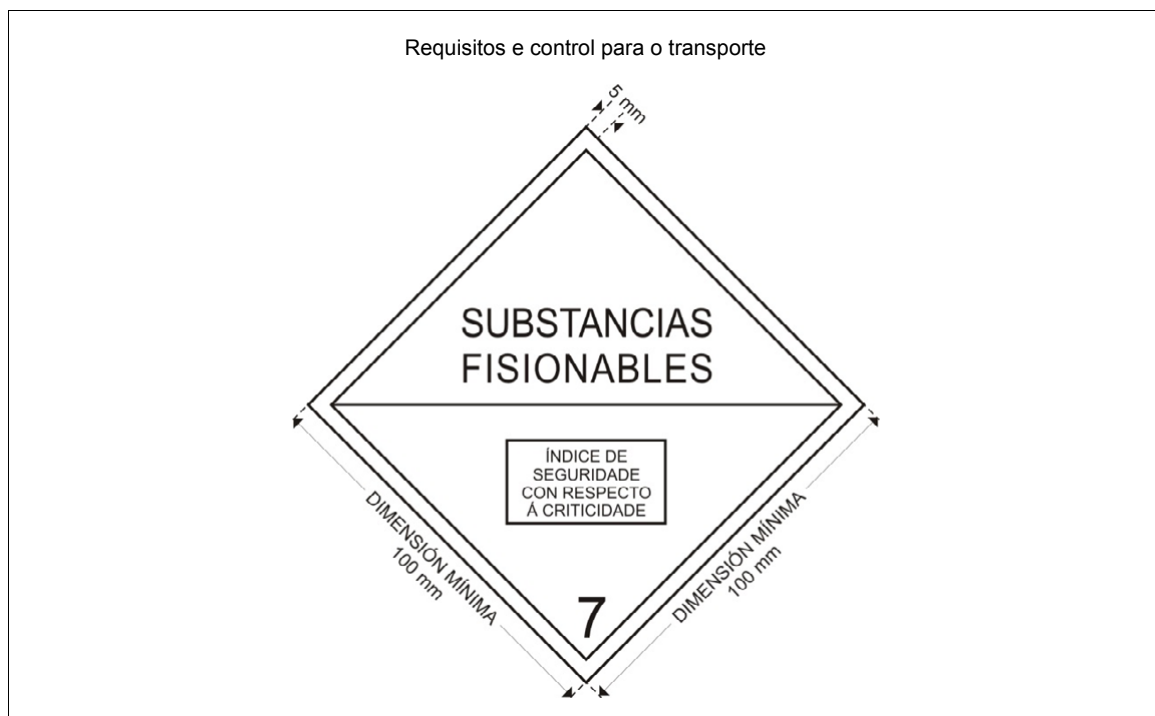 Requisitos e control para o transporte
5 mm
SUBSTANCIAS
FISIONABLES
ÍNDICE DE
SEGURIDADE
CON RESPECTO
Á CRITICIDADE
DIMENSIÓN MÍNIMA
100 mm
DIMENSIÓN MÍNIMA
100 mm
7